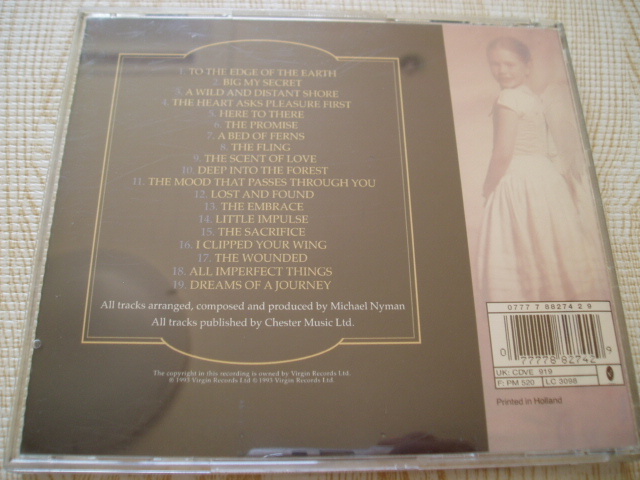 1. TO THE EDGE OF THE EARTH
2. BIG MY SECRET
3. A WILD AND DISTANT SHORE
4. THE HEART ASKS PLEASURE FIRST
5. HERE TO THERE
6. THE PROMISE
7. A BED OF FERNS
8. THE FLING
9. THE SCENT OF LOVE
10. DEEP INTO THE FOREST
11. THE MOOD THAT PASSES THROUGH YOU
12. LOST AND FOUND
13. THE EMBRACE
14. LITTLE IMPULSE
15. THE SACRIFICE
16. I CLIPPED YOUR WING
17. THE WOUNDED
18. ALL IMPERFECT THINGS
19. DREAMS OF A JOURNEY
All tracks arranged, composed and produced by Michael Nyman
All tracks published by Chester Music Ltd.
The copyright in this recording is owned by Virgin Records Ltd.
℗ 1993 Virgin Records Ltd © 1993 Virgin Records Ltd.
0777 7 88274 2 9
0 77778 82742 9
UK: CDVE 919
F: PM 520
LC 3098
Printed in Holland